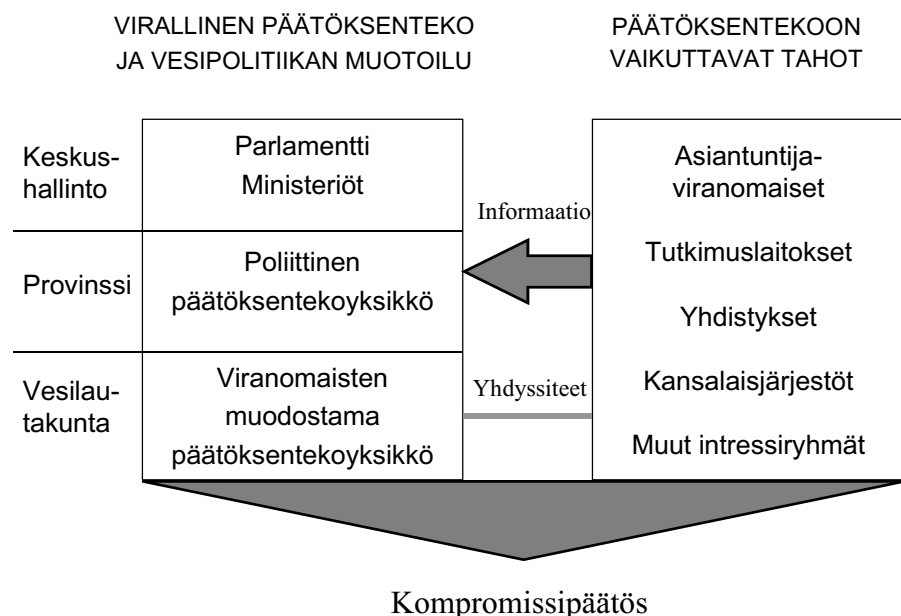 VIRALLINEN PÄÄTÖKSENTEKO
JA VESIPOLITIIKAN MUOTOILU
PÄÄTÖKSENTEKOON
VAIKUTTAVAT TAHOT
Keskus-
hallinto
Parlamentti
Ministeriöt
Provinssi
Poliittinen
päätöksentekoyksikkö
Vesilau-
takunta
Viranomaisten
muodostama
päätöksentekoyksikkö
Informaatio
Yhdyssiteet
Asiantuntija-
viranomaiset
Tutkimuslaitokset
Yhdistykset
Kansalaisjärjestöt
Muut intressiryhmät
Kompromissipäätös